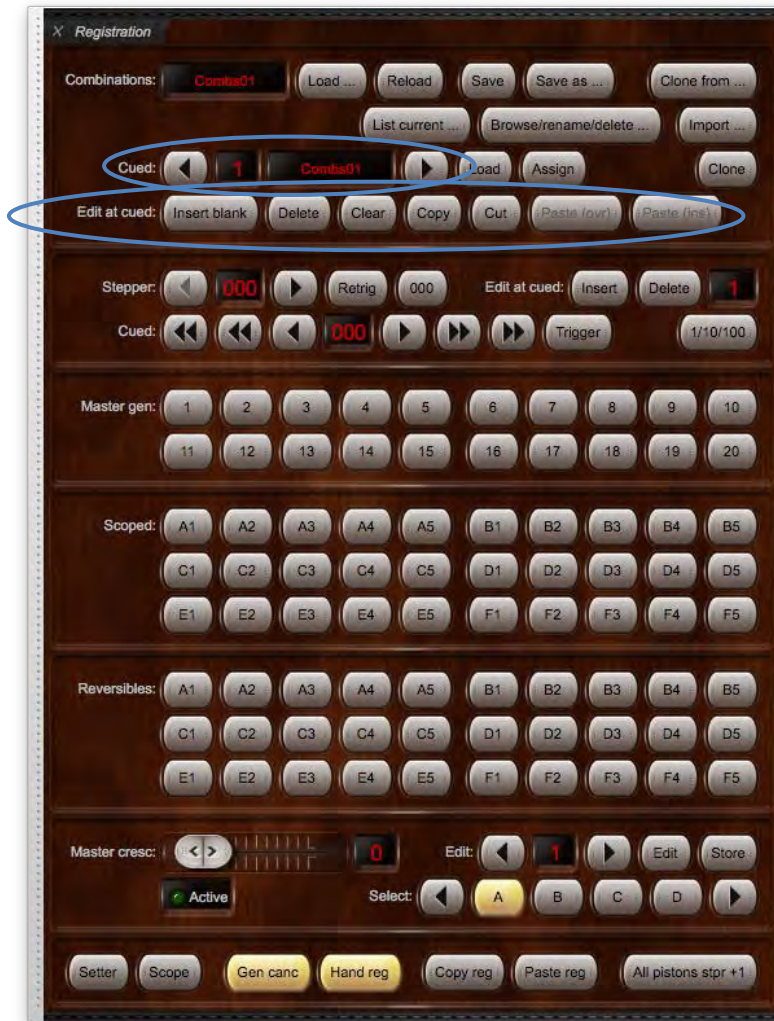 X Registration
Combinations: Combs01 Load ... Reload Save Save as ... Clone from ...
List current ... Browse/rename/delete ... Import ...
Cued: 1 Combs01 Load Assign Clone
Edit at cued: Insert blank Delete Clear Copy Cut Paste (ovr) Paste (ins)
Stepper: 000 Retrig 000 Edit at cued: Insert Delete 1
Cued: 000 Trigger 1/10/100
Master gen: 1 2 3 4 5 6 7 8 9 10
11 12 13 14 15 16 17 18 19 20
Scoped: A1 A2 A3 A4 A5 B1 B2 B3 B4 B5
C1 C2 C3 C4 C5 D1 D2 D3 D4 D5
E1 E2 E3 E4 E5 F1 F2 F3 F4 F5
Reversibles: A1 A2 A3 A4 A5 B1 B2 B3 B4 B5
C1 C2 C3 C4 C5 D1 D2 D3 D4 D5
E1 E2 E3 E4 E5 F1 F2 F3 F4 F5
Master cresc: 0 Edit: 1 Edit Store
Active Select: A B C D
Setter Scope Gen canc Hand reg Copy reg Paste reg All pistons stpr +1